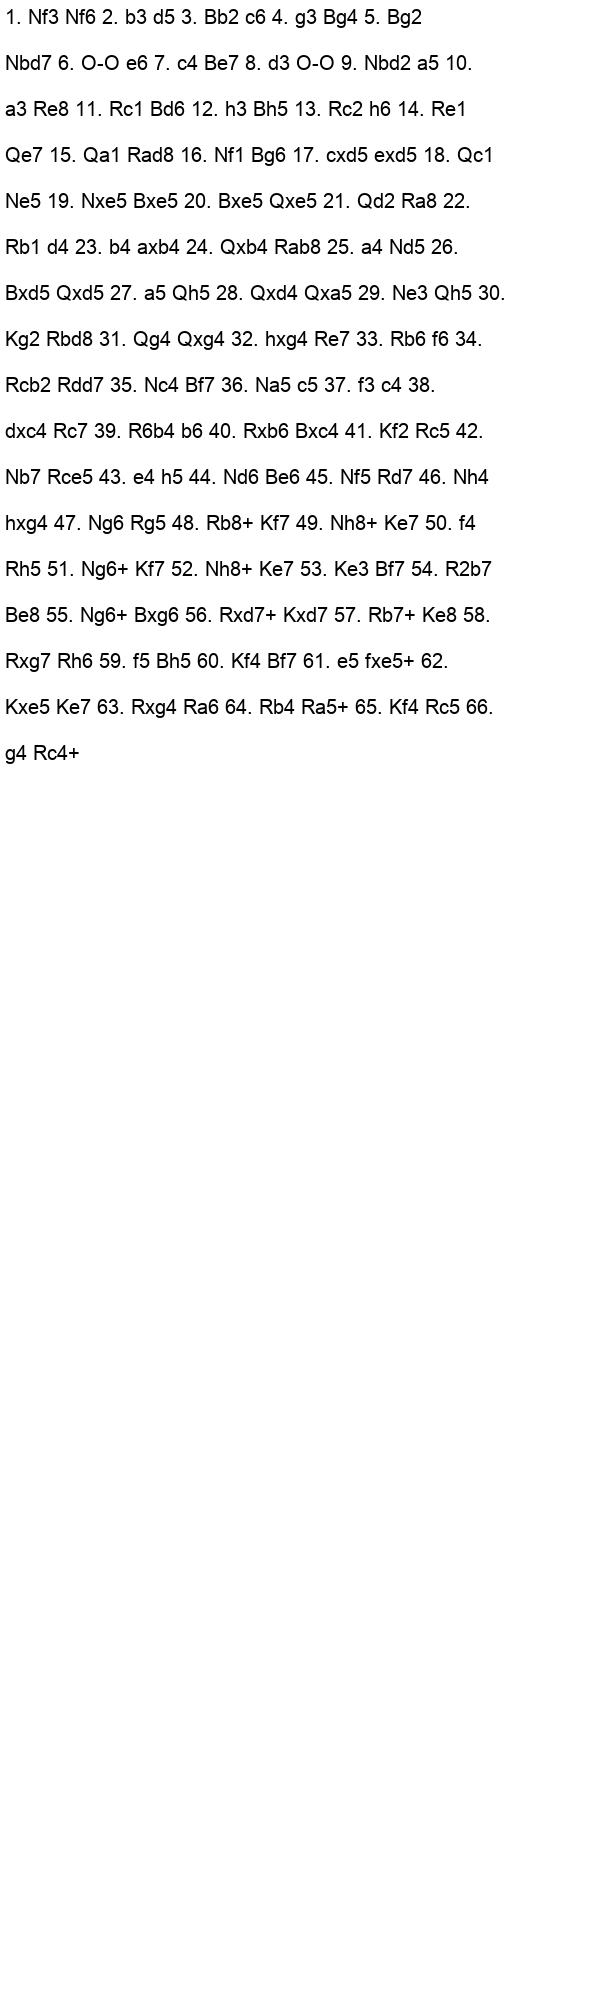 1. Nf3 Nf6 2. b3 d5 3. Bb2 c6 4. g3 Bg4 5. Bg2
Nbd7 6. O-O e6 7. c4 Be7 8. d3 O-O 9. Nbd2 a5 10.
a3 Re8 11. Rc1 Bd6 12. h3 Bh5 13. Rc2 h6 14. Re1
Qe7 15. Qa1 Rad8 16. Nf1 Bg6 17. cxd5 exd5 18. Qc1
Ne5 19. Nxe5 Bxe5 20. Bxe5 Qxe5 21. Qd2 Ra8 22.
Rb1 d4 23. b4 axb4 24. Qxb4 Rab8 25. a4 Nd5 26.
Bxd5 Qxd5 27. a5 Qh5 28. Qxd4 Qxa5 29. Ne3 Qh5 30.
Kg2 Rbd8 31. Qg4 Qxg4 32. hxg4 Re7 33. Rb6 f6 34.
Rcb2 Rdd7 35. Nc4 Bf7 36. Na5 c5 37. f3 c4 38.
dxc4 Rc7 39. R6b4 b6 40. Rxb6 Bxc4 41. Kf2 Rc5 42.
Nb7 Rce5 43. e4 h5 44. Nd6 Be6 45. Nf5 Rd7 46. Nh4
hxg4 47. Ng6 Rg5 48. Rb8+ Kf7 49. Nh8+ Ke7 50. f4
Rh5 51. Ng6+ Kf7 52. Nh8+ Ke7 53. Ke3 Bf7 54. R2b7
Be8 55. Ng6+ Bxg6 56. Rxd7+ Kxd7 57. Rb7+ Ke8 58.
Rxg7 Rh6 59. f5 Bh5 60. Kf4 Bf7 61. e5 fxe5+ 62.
Kxe5 Ke7 63. Rxg4 Ra6 64. Rb4 Ra5+ 65. Kf4 Rc5 66.
g4 Rc4+